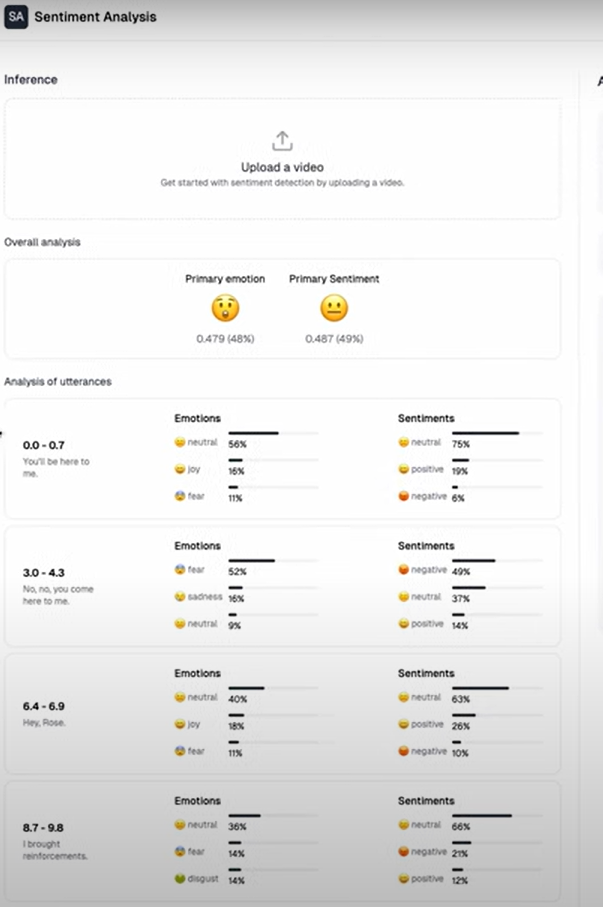 SA Sentiment Analysis
Inference
Upload a video
Get started with sentiment detection by uploading a video.
Overall analysis
Primary emotion Primary Sentiment
0.479 (48%) 0.487 (49%)
Analysis of utterances
0.0 - 0.7
You'll be here to
me.
Emotions
neutral 56%
joy 16%
fear 11%
Sentiments
neutral 75%
positive 19%
negative 6%
3.0 - 4.3
No, no, you come
here to me.
Emotions
fear 52%
sadness 16%
neutral 9%
Sentiments
negative 49%
neutral 37%
positive 14%
6.4 - 6.9
Hey, Rose.
Emotions
neutral 40%
joy 18%
fear 11%
Sentiments
neutral 63%
positive 26%
negative 10%
8.7 - 9.8
I brought
reinforcements.
Emotions
neutral 36%
fear 14%
disgust 14%
Sentiments
neutral 66%
negative 21%
positive 12%